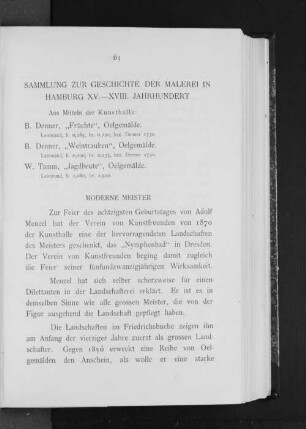 61
SAMMLUNG ZUR GESCHICHTE DER MALEREI IN
HAMBURG XV.—XVIII. JAHRHUNDERT
Aus Mitteln der Kunsthalle:
B. Denner, „Früchte“, Oelgemälde.
B. Denner, „Weintrauben“, Oelgemälde.
W. Tamm, „Jagdbeute“, Oelgemälde.
MODERNE MEISTER
Zur Feier des achtzigsten Geburtstages von Adolf
Menzel hat der Verein von Kunstfreunden von 1870
der Kunsthalle eine der hervorragendsten Landschaften
des Meisters geschenkt, das „Nymphenbad“ in Dresden.
Der Verein von Kunstfreunden beging damit zugleich
die Feier seiner fünfundzwanzigjährigen Wirksamkeit.
Menzel hat sich selber scherzweise für einen
Dilettanten in der Landschafterei erklärt. Er ist es in
demselben Sinne wie alle grossen Meister, die von der
Figur ausgehend die Landschaft gepflegt haben.
Die Landschaften im Friedrichsbuche zeigen ihn
am Anfang der vierziger Jahre zuerst als grossen Land-
schafter. Gegen 1850 erweckt eine Reihe von Oel-
gemälden den Anschein, als wolle er eine starke